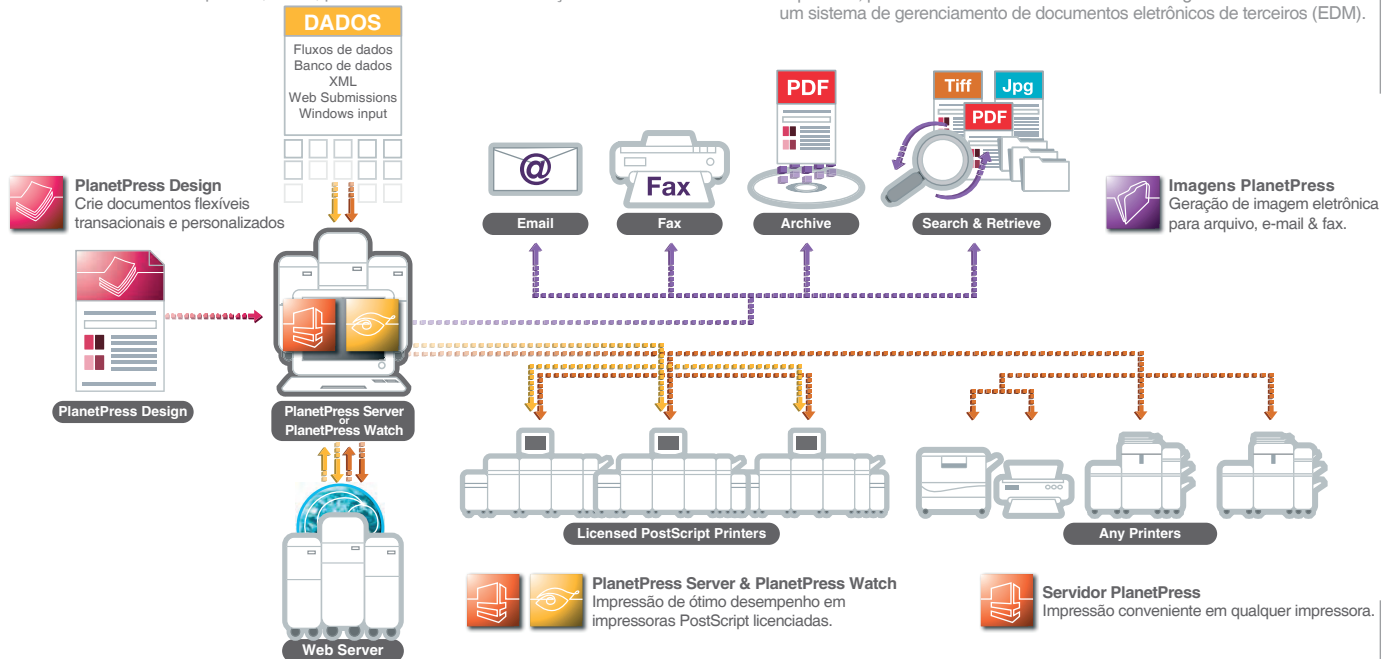 um sistema de gerenciamento de documentos eletrônicos de terceiros (EDM).
DADOS
Fluxos de dados
Banco de dados
XML
Web Submissions
Windows input
PlanetPress Design
Crie documentos flexíveis
transacionais e personalizados
@
Email
Fax
Fax
PDF
Archive
Tiff
Jpg
PDF
Search & Retrieve
Imagens PlanetPress
Geração de imagem eletrônica
para arquivo, e-mail & fax.
PlanetPress Design
PlanetPress Server
or
PlanetPress Watch
Licensed PostScript Printers
Any Printers
PlanetPress Server & PlanetPress Watch
Impressão de ótimo desempenho em
impressoras PostScript licenciadas.
Servidor PlanetPress
Impressão conveniente em qualquer impressora.
Web Server